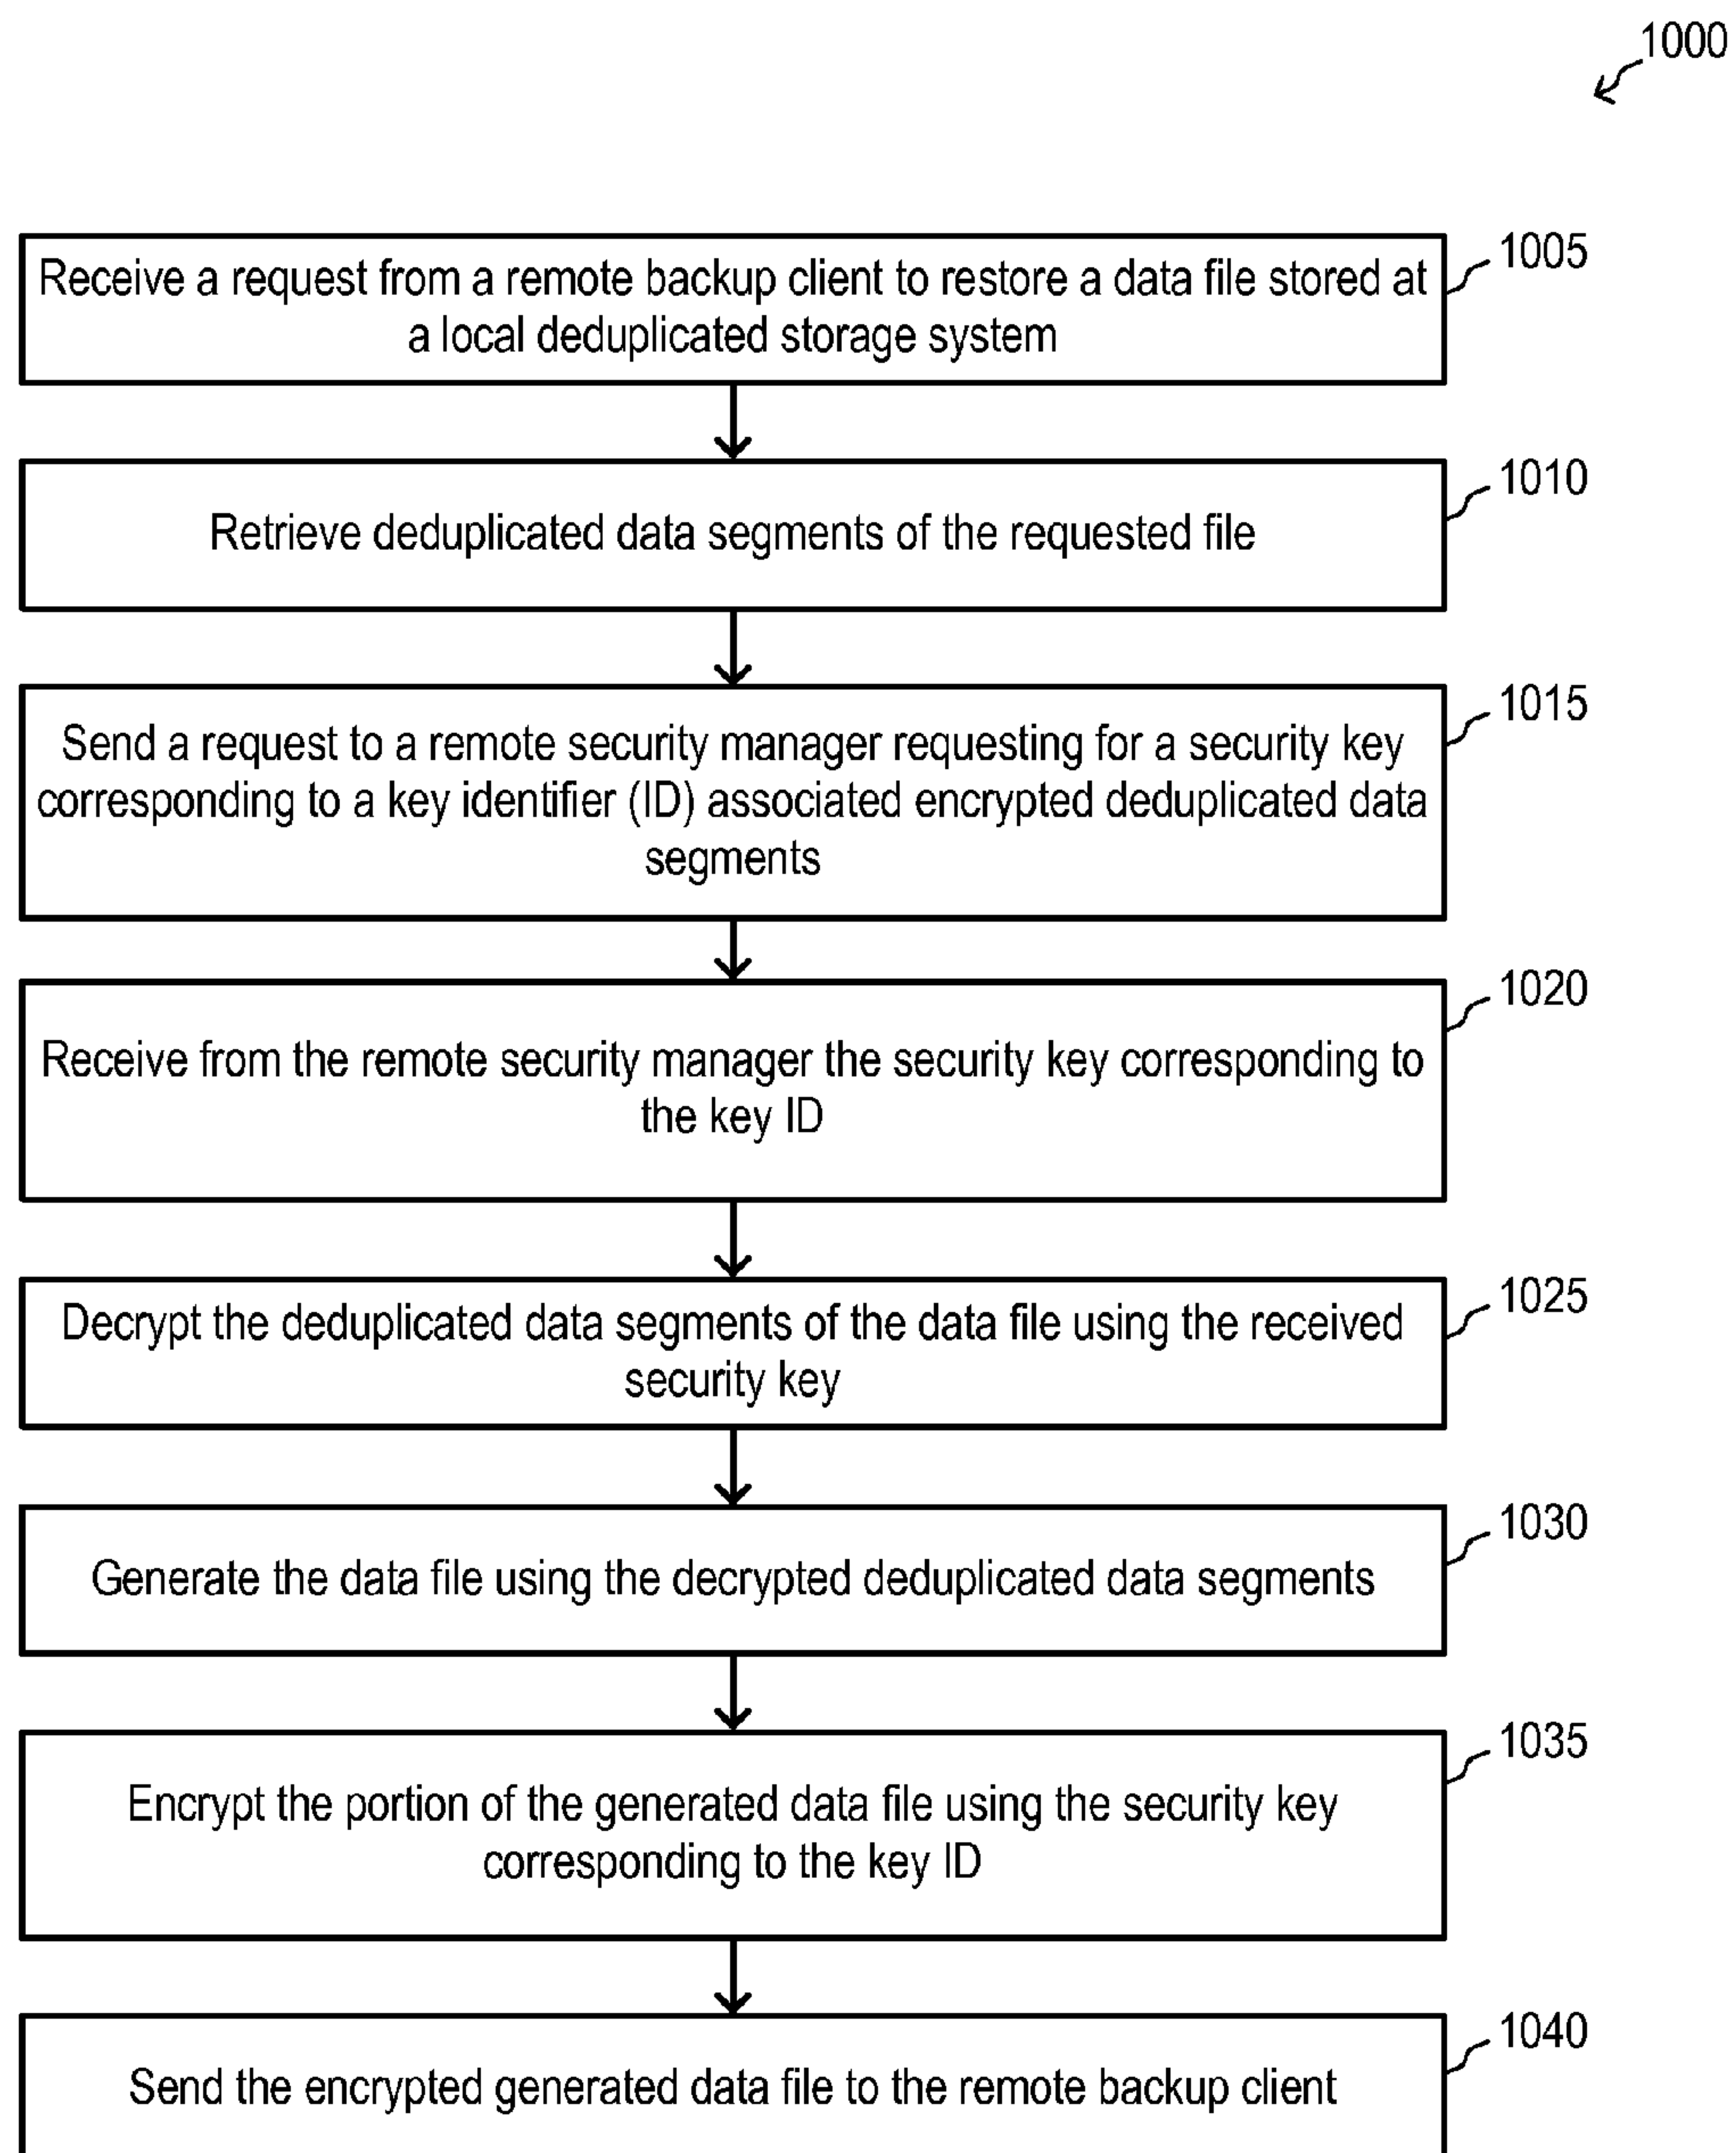 1000
1005
Receive a request from a remote backup client to restore a data file stored at
a local deduplicated storage system
1010
Retrieve deduplicated data segments of the requested file
1015
Send a request to a remote security manager requesting for a security key
corresponding to a key identifier (ID) associated encrypted deduplicated data
segments
1020
Receive from the remote security manager the security key corresponding to
the key ID
1025
Decrypt the deduplicated data segments of the data file using the received
security key
1030
Generate the data file using the decrypted deduplicated data segments
1035
Encrypt the portion of the generated data file using the security key
corresponding to the key ID
1040
Send the encrypted generated data file to the remote backup client